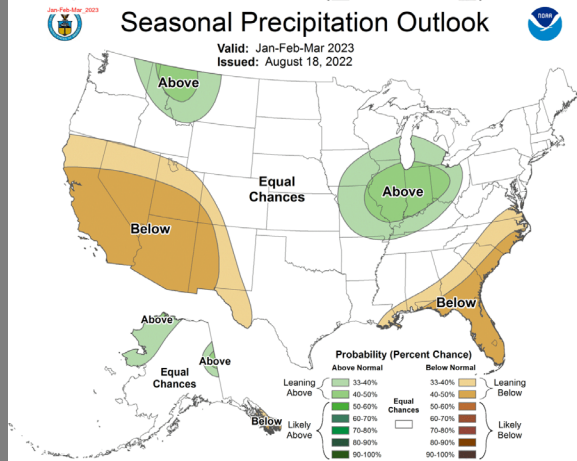 Jan-Feb-Mar_2023
Seasonal Precipitation Outlook
NOAA
Valid: Jan-Feb-Mar 2023
Issued: August 18, 2022
Above
Equal
Chances
Above
Below
Below
Above
Above
Equal
Chances
Below
Probability (Percent Chance)
Above Normal
Below Normal
Leaning
Above
33-40%
40-50%
Likely
Above
50-60%
60-70%
70-80%
80-90%
90-100%
Equal
Chances
33-40%
40-50%
Leaning
Below
50-60%
60-70%
70-80%
80-90%
90-100%
Likely
Below